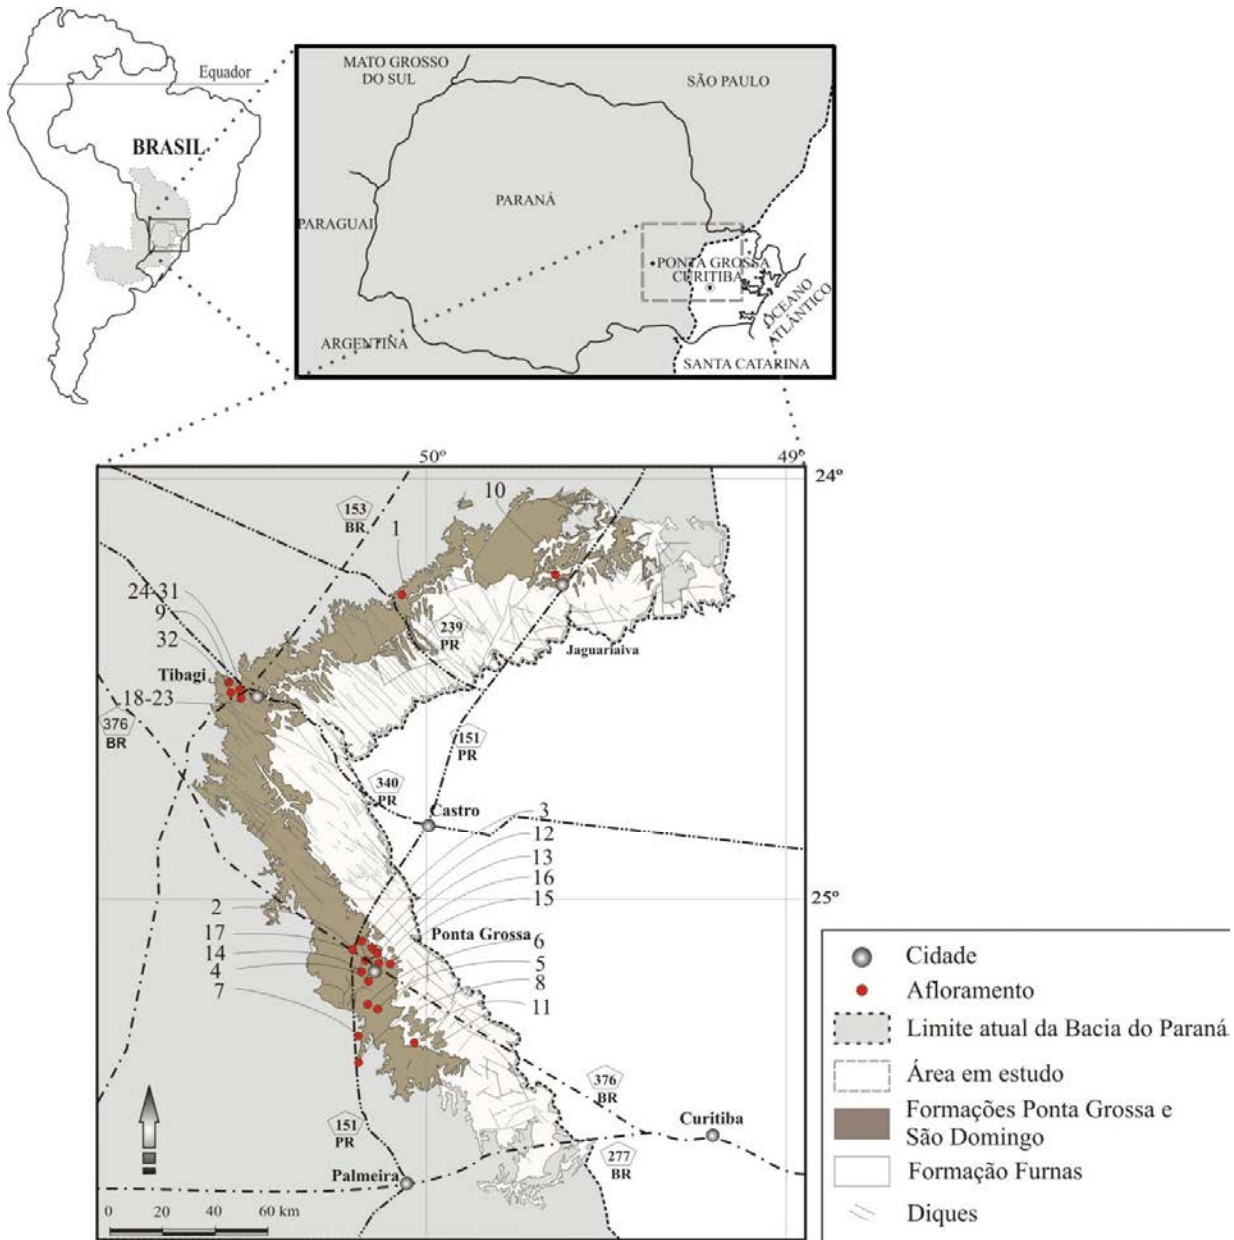 Equador
BRASIL
MATO GROSSO
DO SUL
SÃO PAULO
PARANÁ
PARAGUAI
PONTA GROSSA
CURITIBA
OCEANO
ATLÂNTICO
ARGENTINA
SANTA CATARINA
50º
49º
24º
10
153
BR
1
24-31
9
32
239
PR
Jaguariaiva
Tibagi
18-23
376
BR
151
PR
340
PR
Castro
3
12
13
16
15
25º
2
17
14
4
7
Ponta Grossa
6
5
8
11
376
BR
Curitiba
151
PR
277
BR
Palmeira
0 20 40 60 km
Cidade
Afloramento
Limite atual da Bacia do Paraná
Área em estudo
Formações Ponta Grossa e
São Domingo
Formação Furnas
Diques